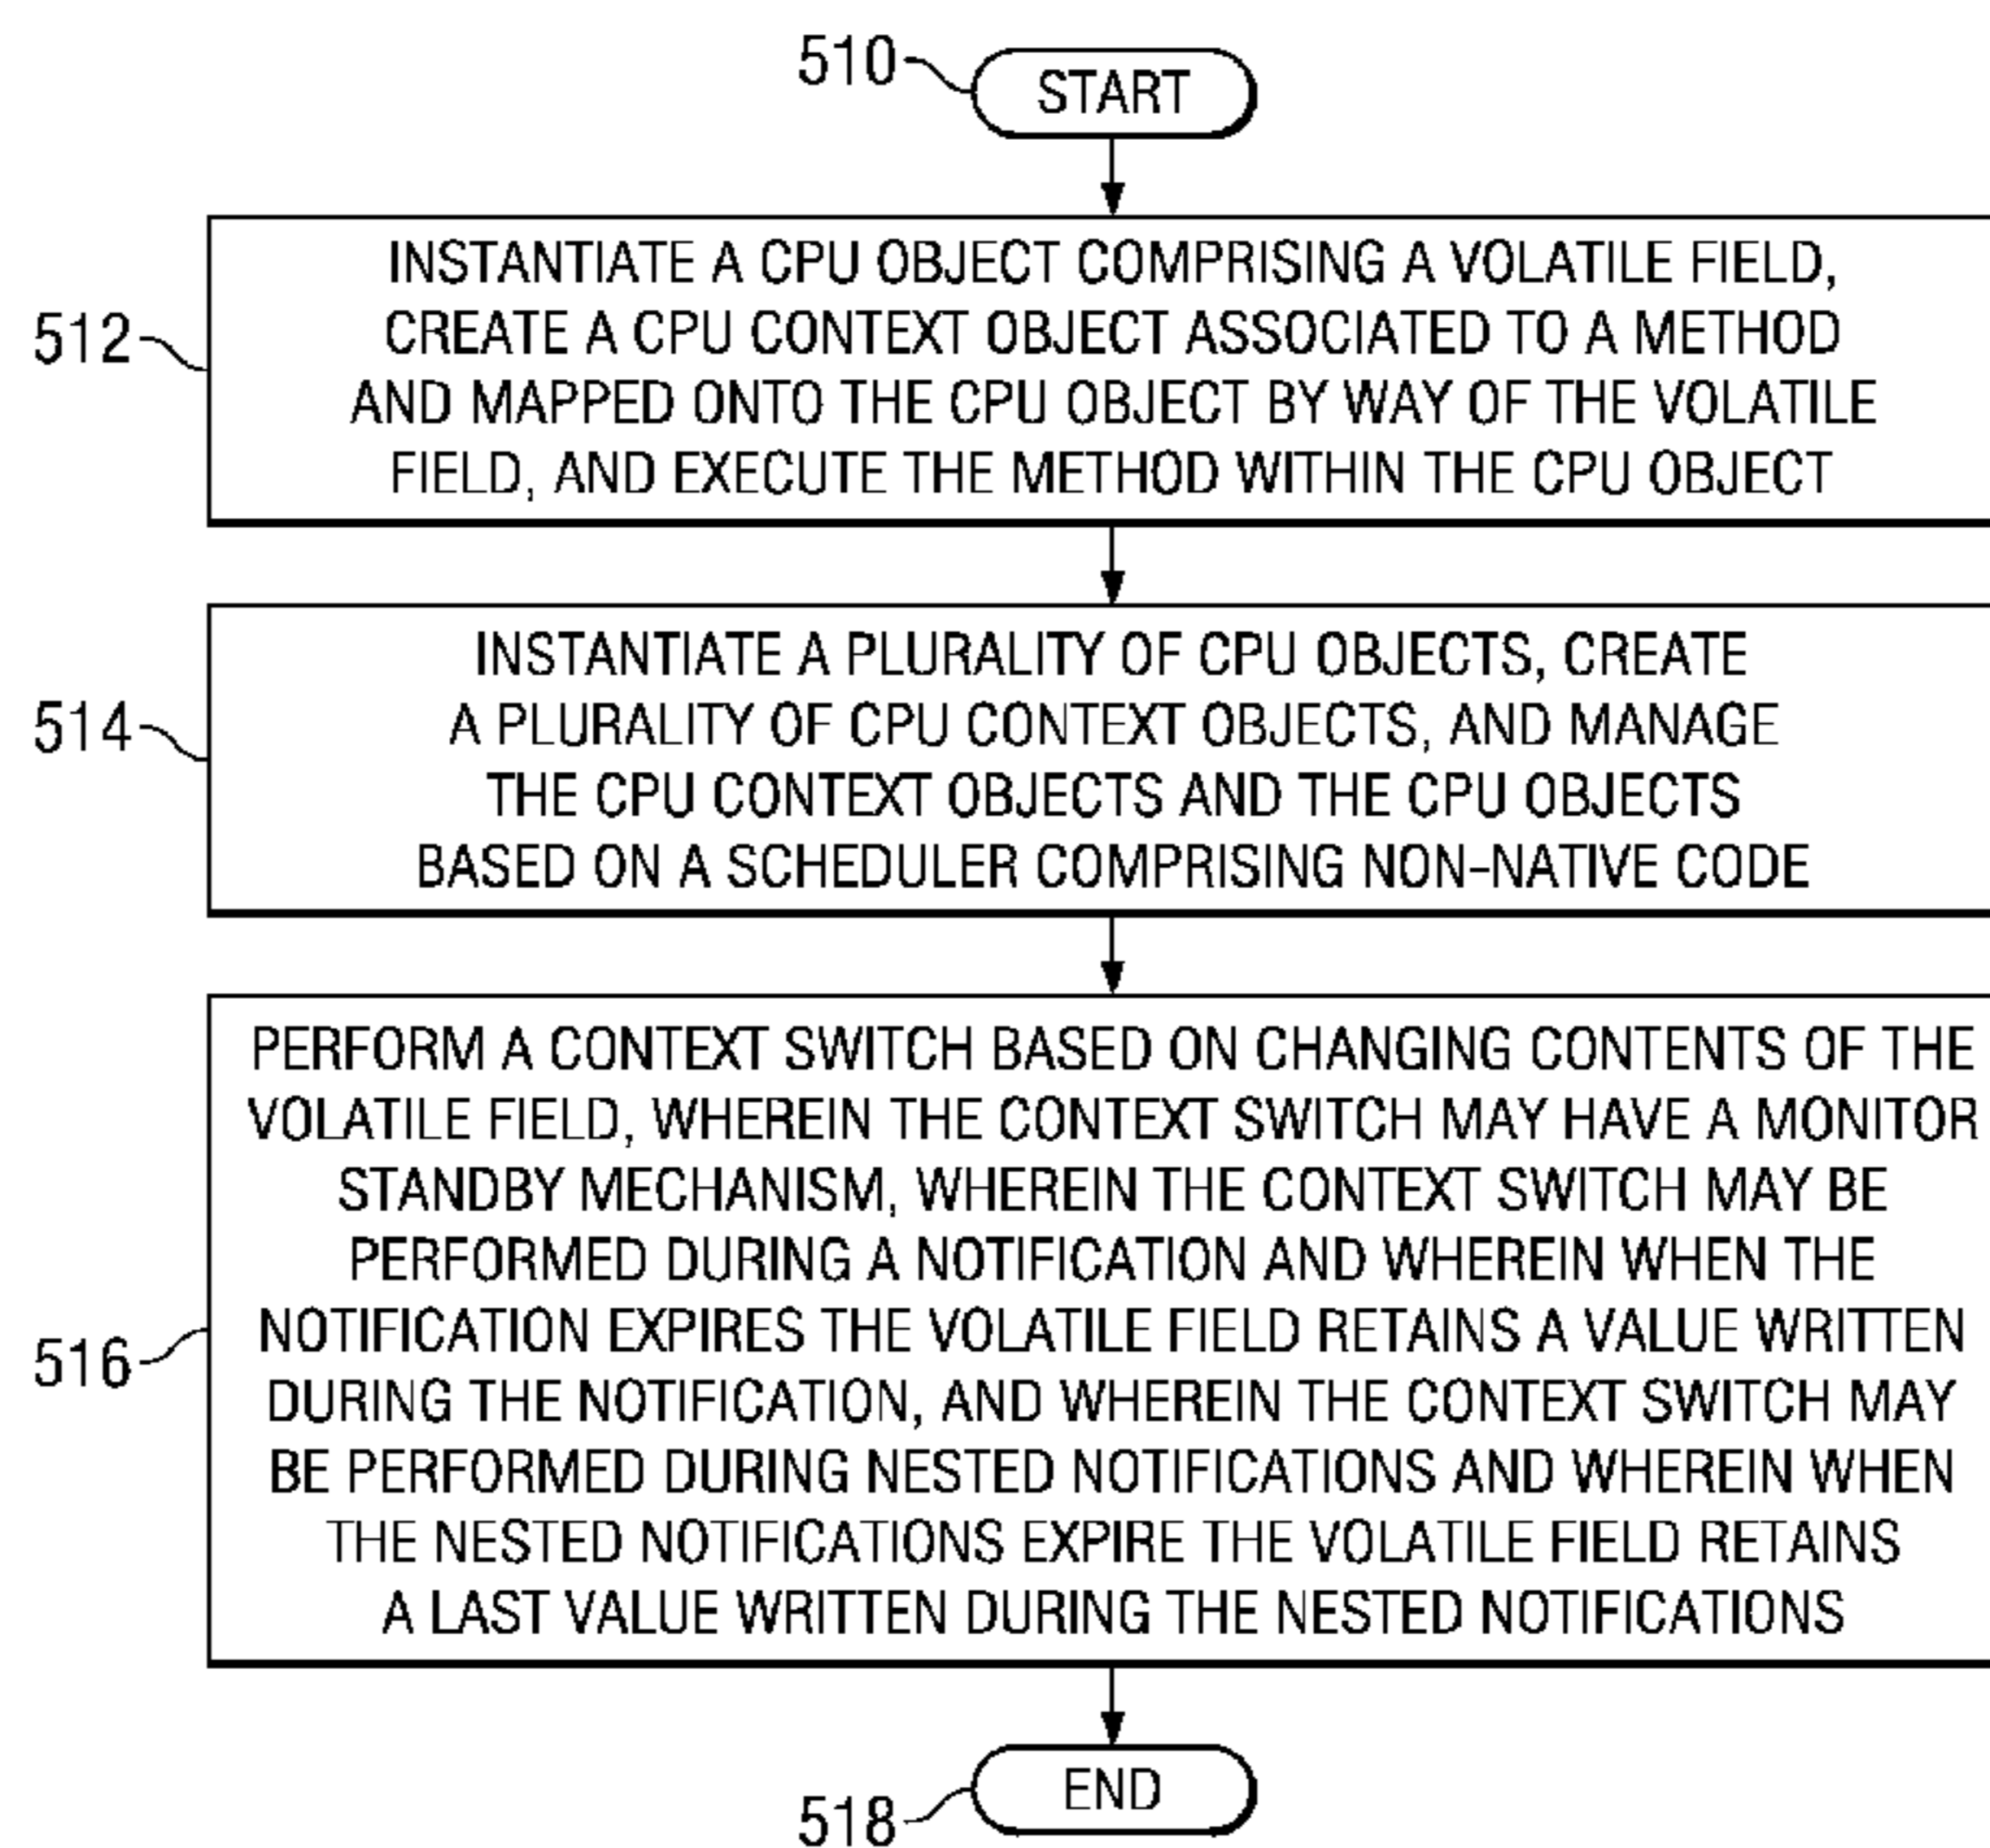 510
START
512
INSTANTIATE A CPU OBJECT COMPRISING A VOLATILE FIELD,
CREATE A CPU CONTEXT OBJECT ASSOCIATED TO A METHOD
AND MAPPED ONTO THE CPU OBJECT BY WAY OF THE VOLATILE
FIELD, AND EXECUTE THE METHOD WITHIN THE CPU OBJECT
514
INSTANTIATE A PLURALITY OF CPU OBJECTS, CREATE
A PLURALITY OF CPU CONTEXT OBJECTS, AND MANAGE
THE CPU CONTEXT OBJECTS AND THE CPU OBJECTS
BASED ON A SCHEDULER COMPRISING NON-NATIVE CODE
516
PERFORM A CONTEXT SWITCH BASED ON CHANGING CONTENTS OF THE
VOLATILE FIELD, WHEREIN THE CONTEXT SWITCH MAY HAVE A MONITOR
STANDBY MECHANISM, WHEREIN THE CONTEXT SWITCH MAY BE
PERFORMED DURING A NOTIFICATION AND WHEREIN WHEN THE
NOTIFICATION EXPIRES THE VOLATILE FIELD RETAINS A VALUE WRITTEN
DURING THE NOTIFICATION, AND WHEREIN THE CONTEXT SWITCH MAY
BE PERFORMED DURING NESTED NOTIFICATIONS AND WHEREIN WHEN
THE NESTED NOTIFICATIONS EXPIRE THE VOLATILE FIELD RETAINS
A LAST VALUE WRITTEN DURING THE NESTED NOTIFICATIONS
END
518